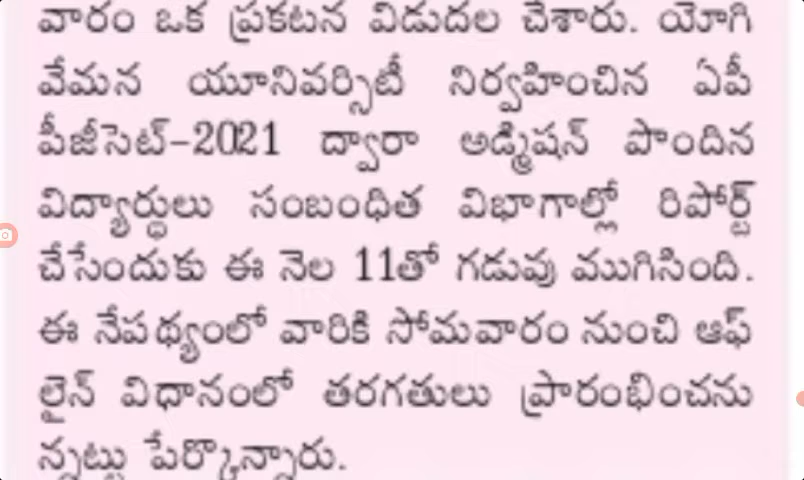 వారం ఒక ప్రకటన విడుదల చేశారు. యోగి
వేమన యూనివర్సిటీ నిర్వహించిన ఏపీ
పీజీసెట్-2021 ద్వారా అడ్మిషన్ పొందిన
విద్యార్థులు సంబంధిత విభాగాల్లో రిపోర్ట్
చేసేందుకు ఈ నెల 11తో గడువు ముగిసింది.
ఈ నేపథ్యంలో వారికి సోమవారం నుంచి ఆఫ్
లైన్ విధానంలో తరగతులు ప్రారంభించను
న్నట్టు పేర్కొన్నారు.